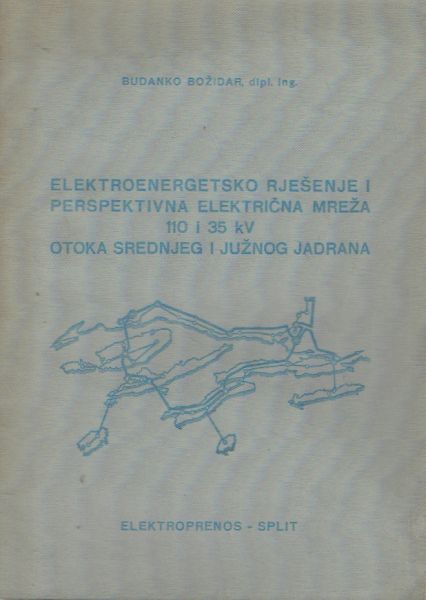 BUDANKO BOŽIDAR, dipl. ing.
ELEKTROENERGETSKO RJEŠENJE I
PERSPEKTIVNA ELEKTRIČNA MREŽA
110 i 35 kV
OTOKA SREDNJEG I JUŽNOG JADRANA
ELEKTROPRENOS - SPLIT